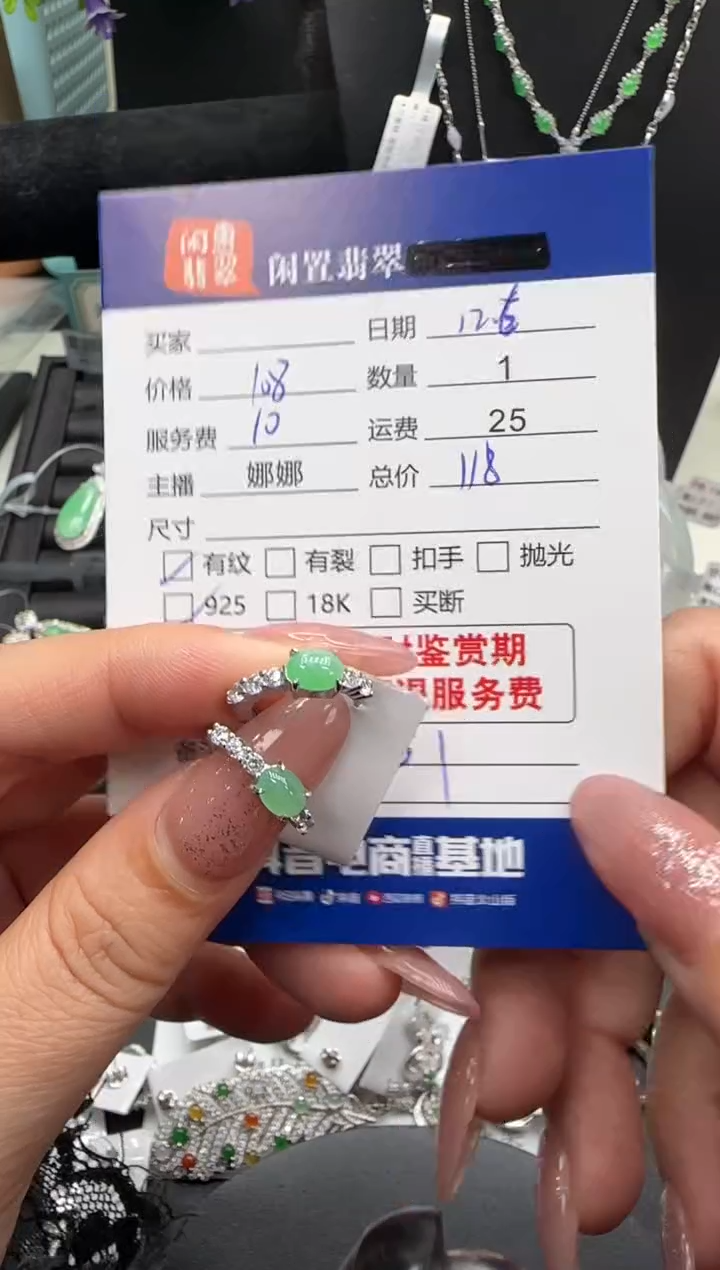 闲置翡翠
闲置翡翠
买家 日期 12.6
价格 108 数量 1
服务费 10 运费 25
主播 娜娜 总价 118
尺寸
有纹 有裂 扣手 抛光
925 18K 买断
鉴赏期
服务费
电商直播基地